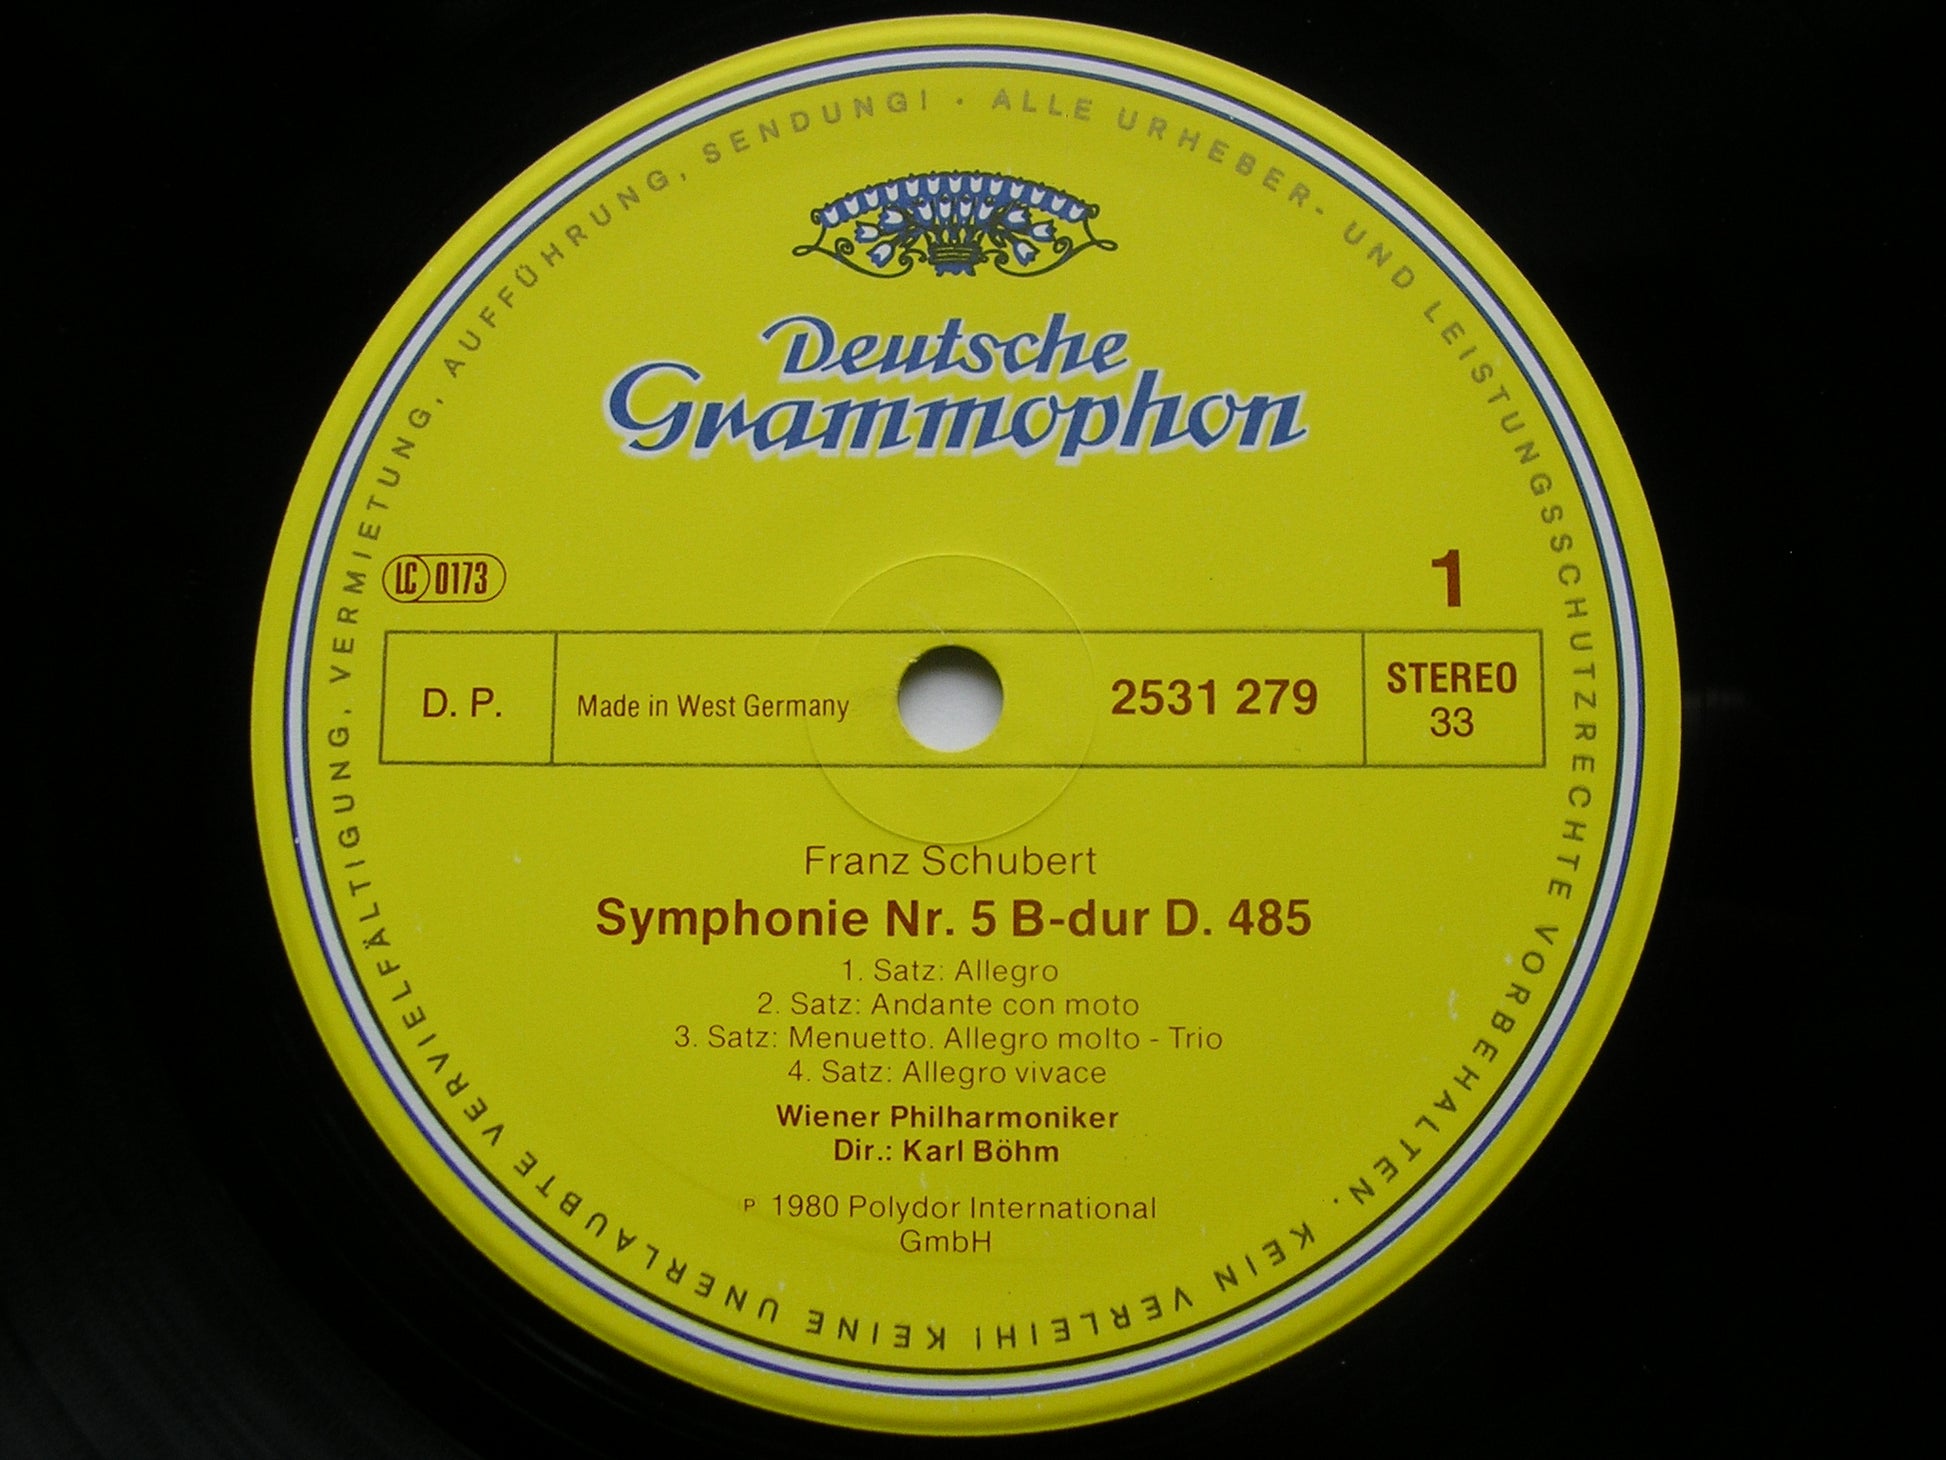 ALLE URHEBER- UND LEISTUNGSSCHUTZRECHTE VORBEHALTEN. KEIN VERLEIH! KEINE UNERLAUBTE VERVIELFÄLTIGUNG, VERMIETUNG, AUFFÜHRUNG, SENDUNG! ·
Deutsche
Grammophon
LC 0173
1
D. P.
Made in West Germany
2531 279
STEREO
33
Franz Schubert
Symphonie Nr. 5 B-dur D. 485
1. Satz: Allegro
2. Satz: Andante con moto
3. Satz: Menuetto. Allegro molto - Trio
4. Satz: Allegro vivace
Wiener Philharmoniker
Dir.: Karl Böhm
P 1980 Polydor International
GmbH